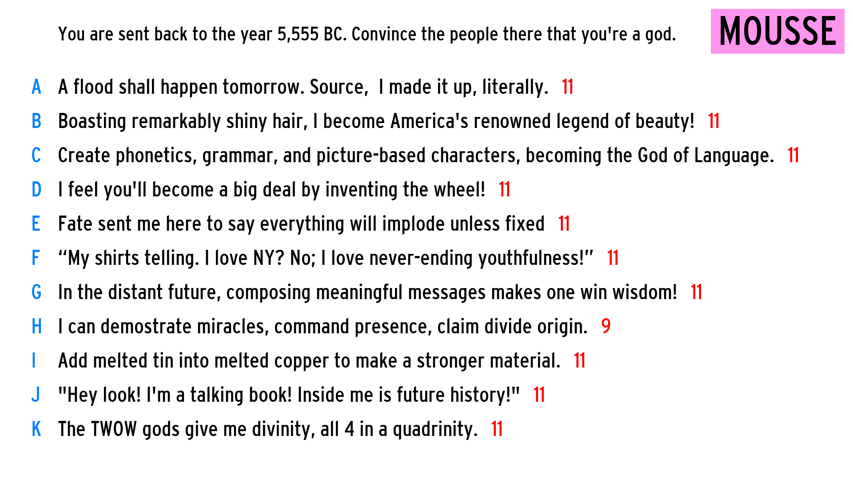 You are sent back to the year 5,555 BC. Convince the people there that you're a god.
MOUSSE
A A flood shall happen tomorrow. Source, I made it up, literally. 11
B Boasting remarkably shiny hair, I become America's renowned legend of beauty! 11
C Create phonetics, grammar, and picture-based characters, becoming the God of Language. 11
D I feel you'll become a big deal by inventing the wheel! 11
E Fate sent me here to say everything will implode unless fixed 11
F “My shirts telling. I love NY? No; I love never-ending youthfulness!” 11
G In the distant future, composing meaningful messages makes one win wisdom! 11
H I can demostrate miracles, command presence, claim divide origin. 9
I Add melted tin into melted copper to make a stronger material. 11
J "Hey look! I'm a talking book! Inside me is future history!" 11
K The TWOW gods give me divinity, all 4 in a quadrinity. 11